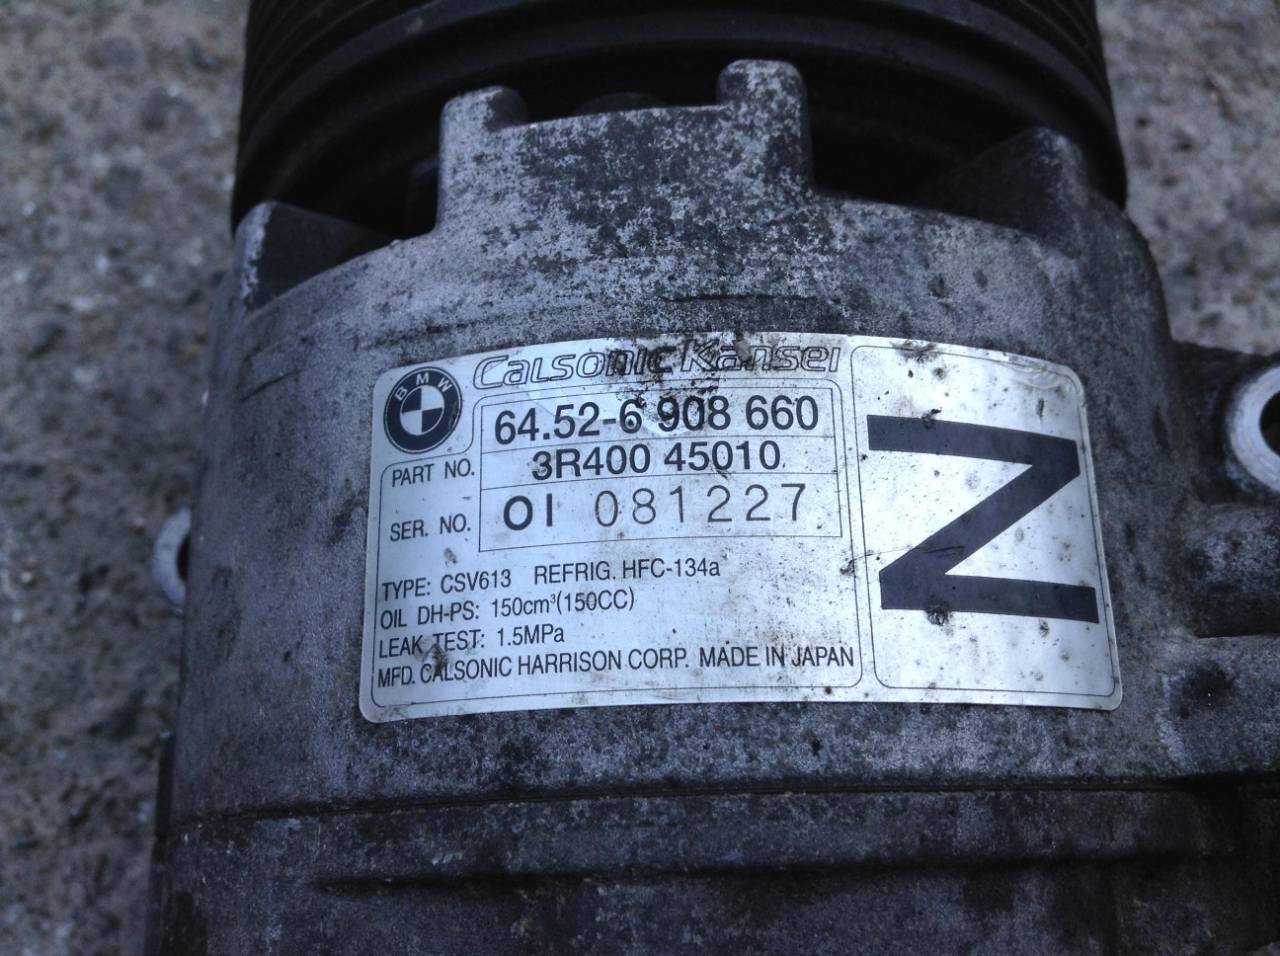 BMW
Calsonic Kansei
64.52-6 908 660
PART NO. 3R400 45010
SER. NO. OI 081227
TYPE: CSV613 REFRIG. HFC-134a
OIL DH-PS: 150cm³(150CC)
LEAK TEST: 1.5MPa
MFD. CALSONIC HARRISON CORP. MADE IN JAPAN
Z